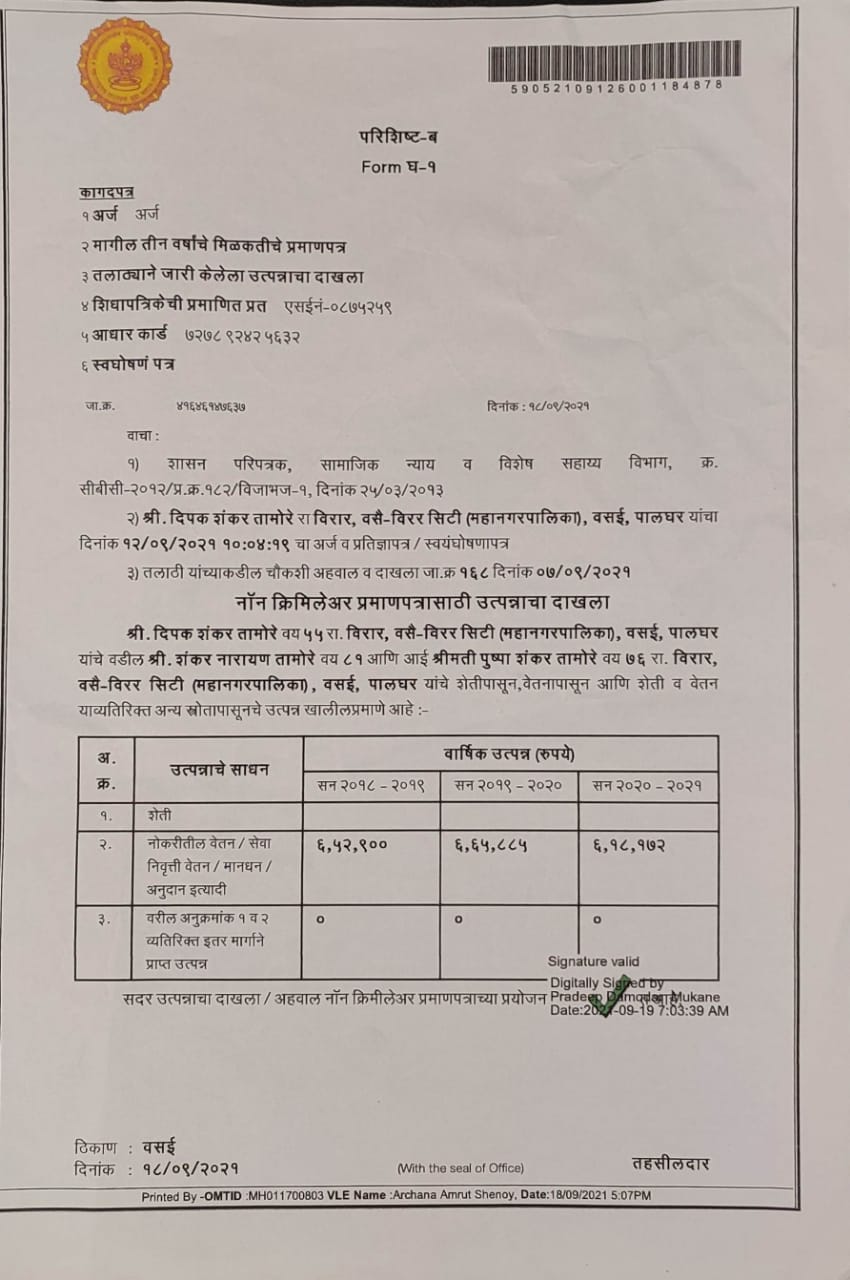 59052109126001184878
परिशिष्ट-ब
Form घ-१
कागदपत्र
१ अर्ज अर्ज
२ मागील तीन वर्षांचे मिळकतीचे प्रमाणपत्र
३ तलाठ्याने जारी केलेला उत्पन्नाचा दाखला
४ शिधापत्रिकेची प्रमाणित प्रत एसईनं-०८७५२५९
५ आधार कार्ड ७२७८ ९२४२ ५६३२
६ स्वघोषणं पत्र
जा.क्र. ४१६४६१४७६३७ दिनांक : १८/०९/२०२१
वाचा :
१) शासन परिपत्रक, सामाजिक न्याय व विशेष सहाय्य विभाग, क्र.
सीबीसी-२०१२/प्र.क्र.१८२/विजाभज-१, दिनांक २५/०३/२०१३
२) श्री. दिपक शंकर तामोरे रा विरार, वसै-विरर सिटी (महानगरपालिका), वसई, पालघर यांचा
दिनांक १२/०९/२०२१ १०:०४:१९ चा अर्ज व प्रतिज्ञापत्र / स्वयंघोषणापत्र
३) तलाठी यांच्याकडील चौकशी अहवाल व दाखला जा.क्र १६८ दिनांक ०७/०९/२०२१
नॉन क्रिमिलेअर प्रमाणपत्रासाठी उत्पन्नाचा दाखला
श्री. दिपक शंकर तामोरे वय ५५ रा. विरार, वसै-विरर सिटी (महानगरपालिका), वसई, पालघर
यांचे वडील श्री. शंकर नारायण तामोरे वय ८१ आणि आई श्रीमती पुष्पा शंकर तामोरे वय ७६ रा. विरार,
वसै-विरर सिटी (महानगरपालिका) , वसई, पालघर यांचे शेतीपासून,वेतनापासून आणि शेती व वेतन
याव्यतिरिक्त अन्य स्त्रोतापासूनचे उत्पन्न खालीलप्रमाणे आहे :-
अ. क्र. उत्पन्नाचे साधन वार्षिक उत्पन्न (रुपये)
सन २०१८ - २०१९ सन २०१९ - २०२० सन २०२० - २०२१
१. शेती
२. नोकरीतील वेतन / सेवा ६,५२,९०० ६,६५,८८५ ६,१८,१७२
निवृत्ती वेतन / मानधन /
अनुदान इत्यादी
३. वरील अनुक्रमांक १ व २ ० ० ०
व्यतिरिक्त इतर मार्गाने
प्राप्त उत्पन्न
Signature valid
Digitally Signed by
सदर उत्पन्नाचा दाखला / अहवाल नॉन क्रिमीलेअर प्रमाणपत्राच्या प्रयोजन Pradeep Damodar Mukane
Date:2021-09-19 7:03:39 AM
ठिकाण : वसई
दिनांक : १८/०९/२०२१ (With the seal of Office) तहसीलदार
Printed By -OMTID :MH011700803 VLE Name :Archana Amrut Shenoy, Date:18/09/2021 5:07PM